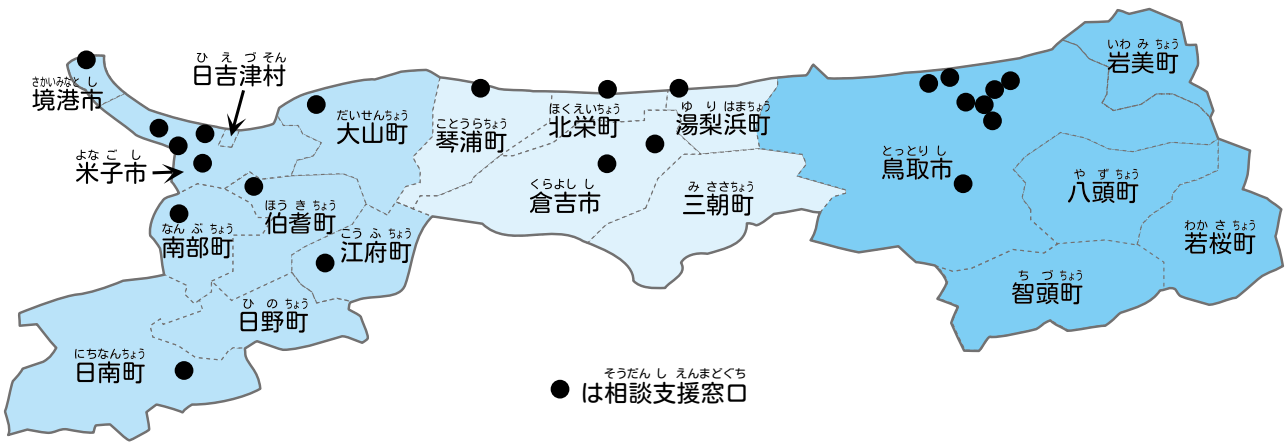 さかいみなと し
境港市
ひ え づ そん
日吉津村
よな ご し
米子市
だいせんちょう
大山町
ほう き ちょう
伯耆町
なん ぶ ちょう
南部町
こう ふ ちょう
江府町
ひ の ちょう
日野町
にちなんちょう
日南町
ことうらちょう
琴浦町
ほくえいちょう
北栄町
ゆ り はまちょう
湯梨浜町
くらよし し
倉吉市
み ささちょう
三朝町
とっとり し
鳥取市
いわ み ちょう
岩美町
や ず ちょう
八頭町
わか さ ちょう
若桜町
ち づ ちょう
智頭町
そうだん し えんまどぐち
は相談支援窓口